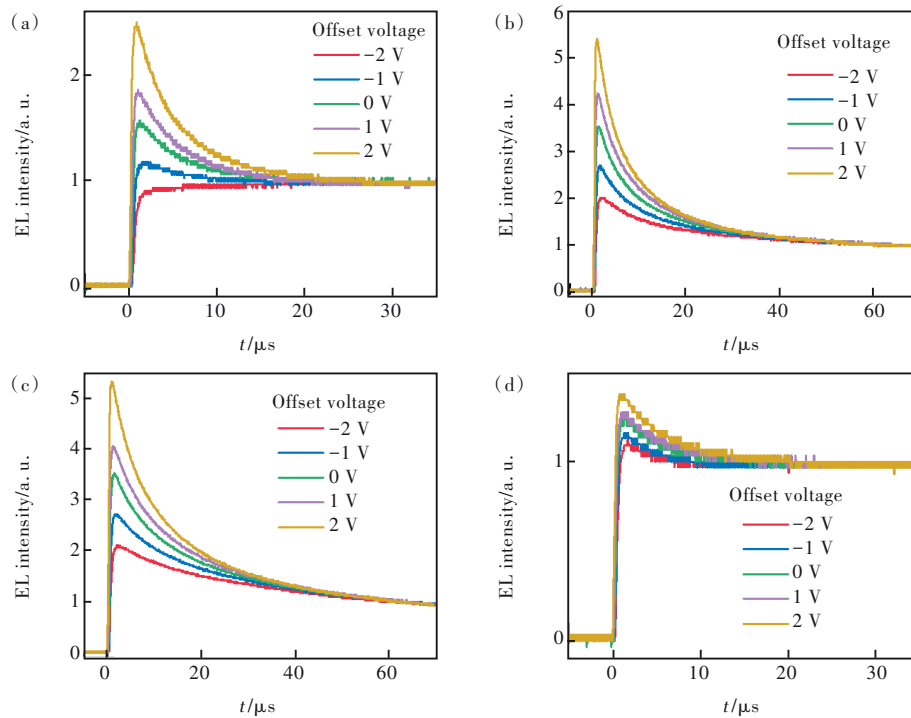 (a)
Offset voltage
-2 V
-1 V
0 V
1 V
2 V
2
1
0
EL intensity/a. u.
0
10
20
30
t/μs
(b)
Offset voltage
-2 V
-1 V
0 V
1 V
2 V
6
5
4
3
2
1
0
EL intensity/a. u.
0
20
40
60
t/μs
(c)
Offset voltage
-2 V
-1 V
0 V
1 V
2 V
5
4
3
2
1
0
EL intensity/a. u.
0
20
40
60
t/μs
(d)
Offset voltage
-2 V
-1 V
0 V
1 V
2 V
1
0
EL intensity/a. u.
0
10
20
30
t/μs